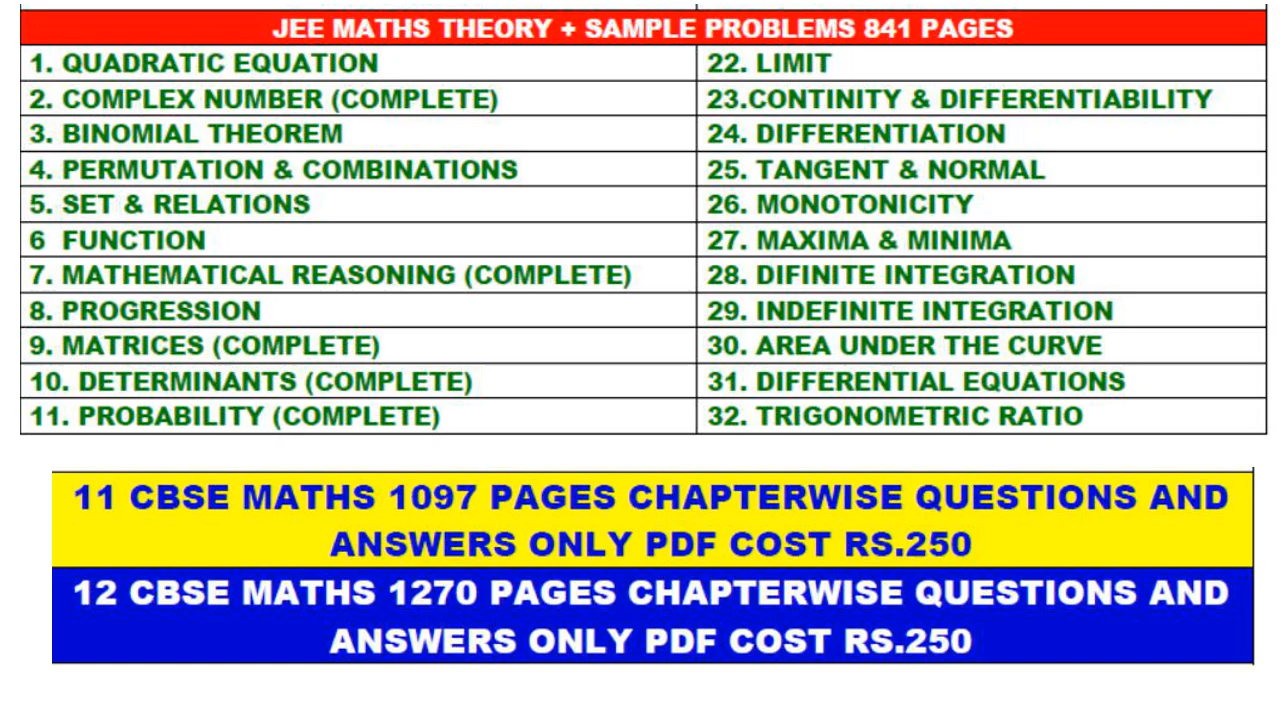 JEE MATHS THEORY + SAMPLE PROBLEMS 841 PAGES
1. QUADRATIC EQUATION
2. COMPLEX NUMBER (COMPLETE)
3. BINOMIAL THEOREM
4. PERMUTATION & COMBINATIONS
5. SET & RELATIONS
6 FUNCTION
7. MATHEMATICAL REASONING (COMPLETE)
8. PROGRESSION
9. MATRICES (COMPLETE)
10. DETERMINANTS (COMPLETE)
11. PROBABILITY (COMPLETE)
22. LIMIT
23.CONTINITY & DIFFERENTIABILITY
24. DIFFERENTIATION
25. TANGENT & NORMAL
26. MONOTONICITY
27. MAXIMA & MINIMA
28. DIFINITE INTEGRATION
29. INDEFINITE INTEGRATION
30. AREA UNDER THE CURVE
31. DIFFERENTIAL EQUATIONS
32. TRIGONOMETRIC RATIO
11 CBSE MATHS 1097 PAGES CHAPTERWISE QUESTIONS AND
ANSWERS ONLY PDF COST RS.250
12 CBSE MATHS 1270 PAGES CHAPTERWISE QUESTIONS AND
ANSWERS ONLY PDF COST RS.250